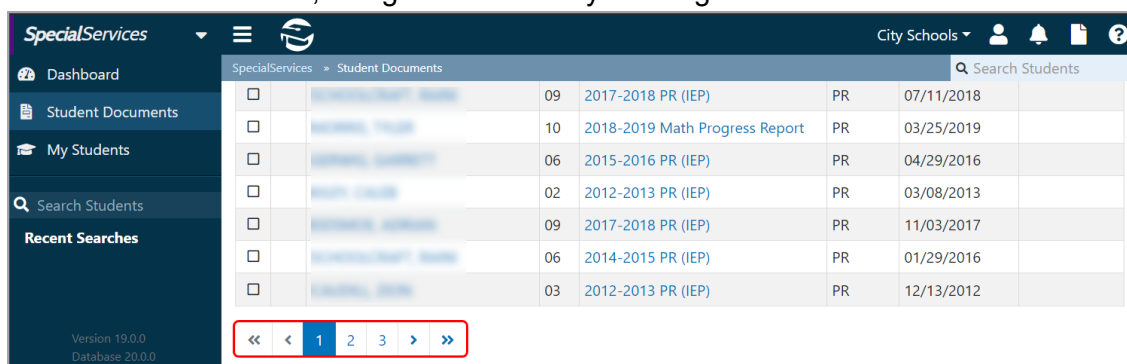 SpecialServices
City Schools
Dashboard
SpecialServices » Student Documents
Search Students
Student Documents
My Students
Search Students
Recent Searches
Version 19.0.0
Database 20.0.0
09 2017-2018 PR (IEP) PR 07/11/2018
10 2018-2019 Math Progress Report PR 03/25/2019
06 2015-2016 PR (IEP) PR 04/29/2016
02 2012-2013 PR (IEP) PR 03/08/2013
09 2017-2018 PR (IEP) PR 11/03/2017
06 2014-2015 PR (IEP) PR 01/29/2016
03 2012-2013 PR (IEP) PR 12/13/2012
« ‹ 1 2 3 › »